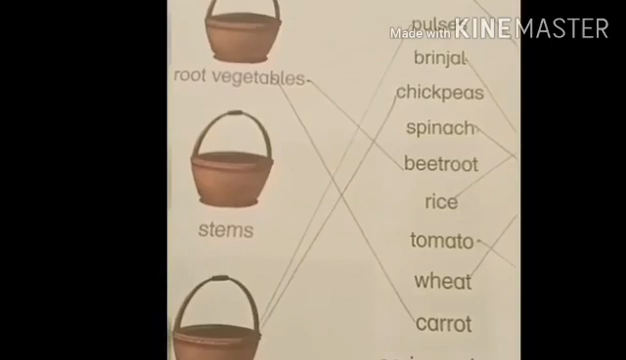 Made with KINEMASTER
pulses
brinjal
root vegetables
chickpeas
spinach
beetroot
rice
stems
tomato
wheat
carrot